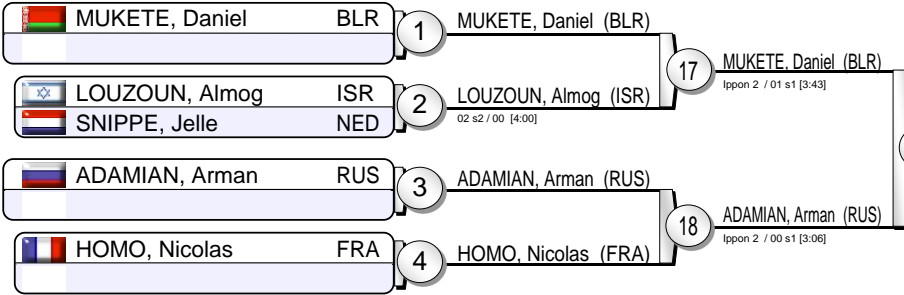 MUKETE, Daniel BLR
1
MUKETE, Daniel (BLR)
LOUZOUN, Almog ISR
SNIPPE, Jelle NED
2
LOUZOUN, Almog (ISR)
02 s2 / 00 [4:00]
17
MUKETE, Daniel (BLR)
Ippon 2 / 01 s1 [3:43]
ADAMIAN, Arman RUS
3
ADAMIAN, Arman (RUS)
HOMO, Nicolas FRA
4
HOMO, Nicolas (FRA)
18
ADAMIAN, Arman (RUS)
Ippon 2 / 00 s1 [3:06]